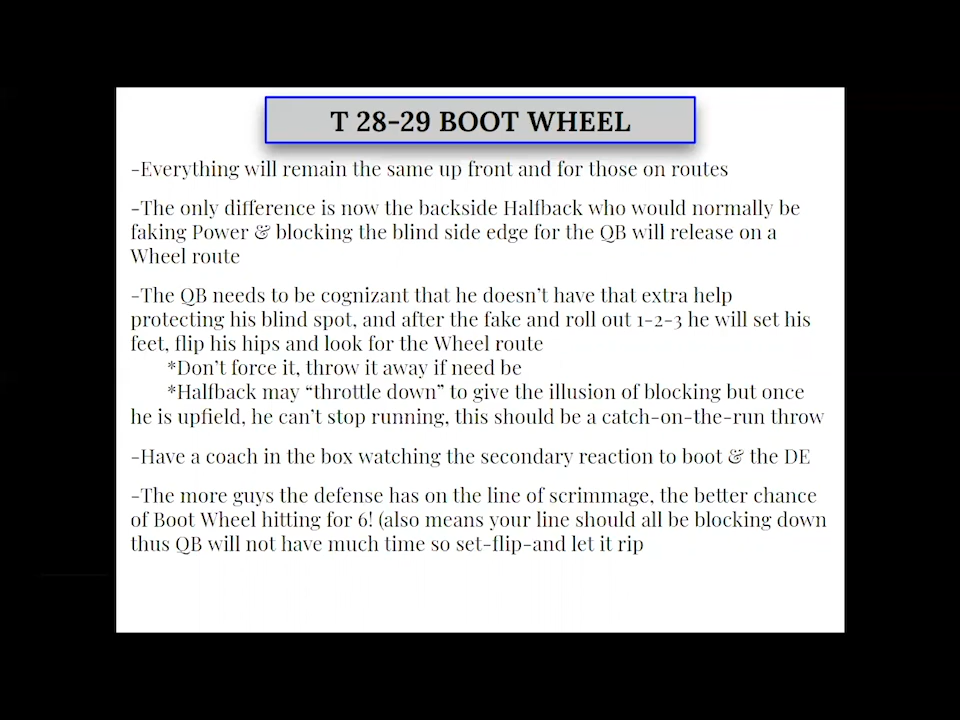 T 28-29 BOOT WHEEL
-Everything will remain the same up front and for those on routes
-The only difference is now the backside Halfback who would normally be
faking Power & blocking the blind side edge for the QB will release on a
Wheel route
-The QB needs to be cognizant that he doesn't have that extra help
protecting his blind spot, and after the fake and roll out 1-2-3 he will set his
feet, flip his hips and look for the Wheel route
*Don't force it, throw it away if need be
*Halfback may "throttle down" to give the illusion of blocking but once
he is upfield, he can't stop running, this should be a catch-on-the-run throw
-Have a coach in the box watching the secondary reaction to boot & the DE
-The more guys the defense has on the line of scrimmage, the better chance
of Boot Wheel hitting for 6! (also means your line should all be blocking down
thus QB will not have much time so set-flip-and let it rip